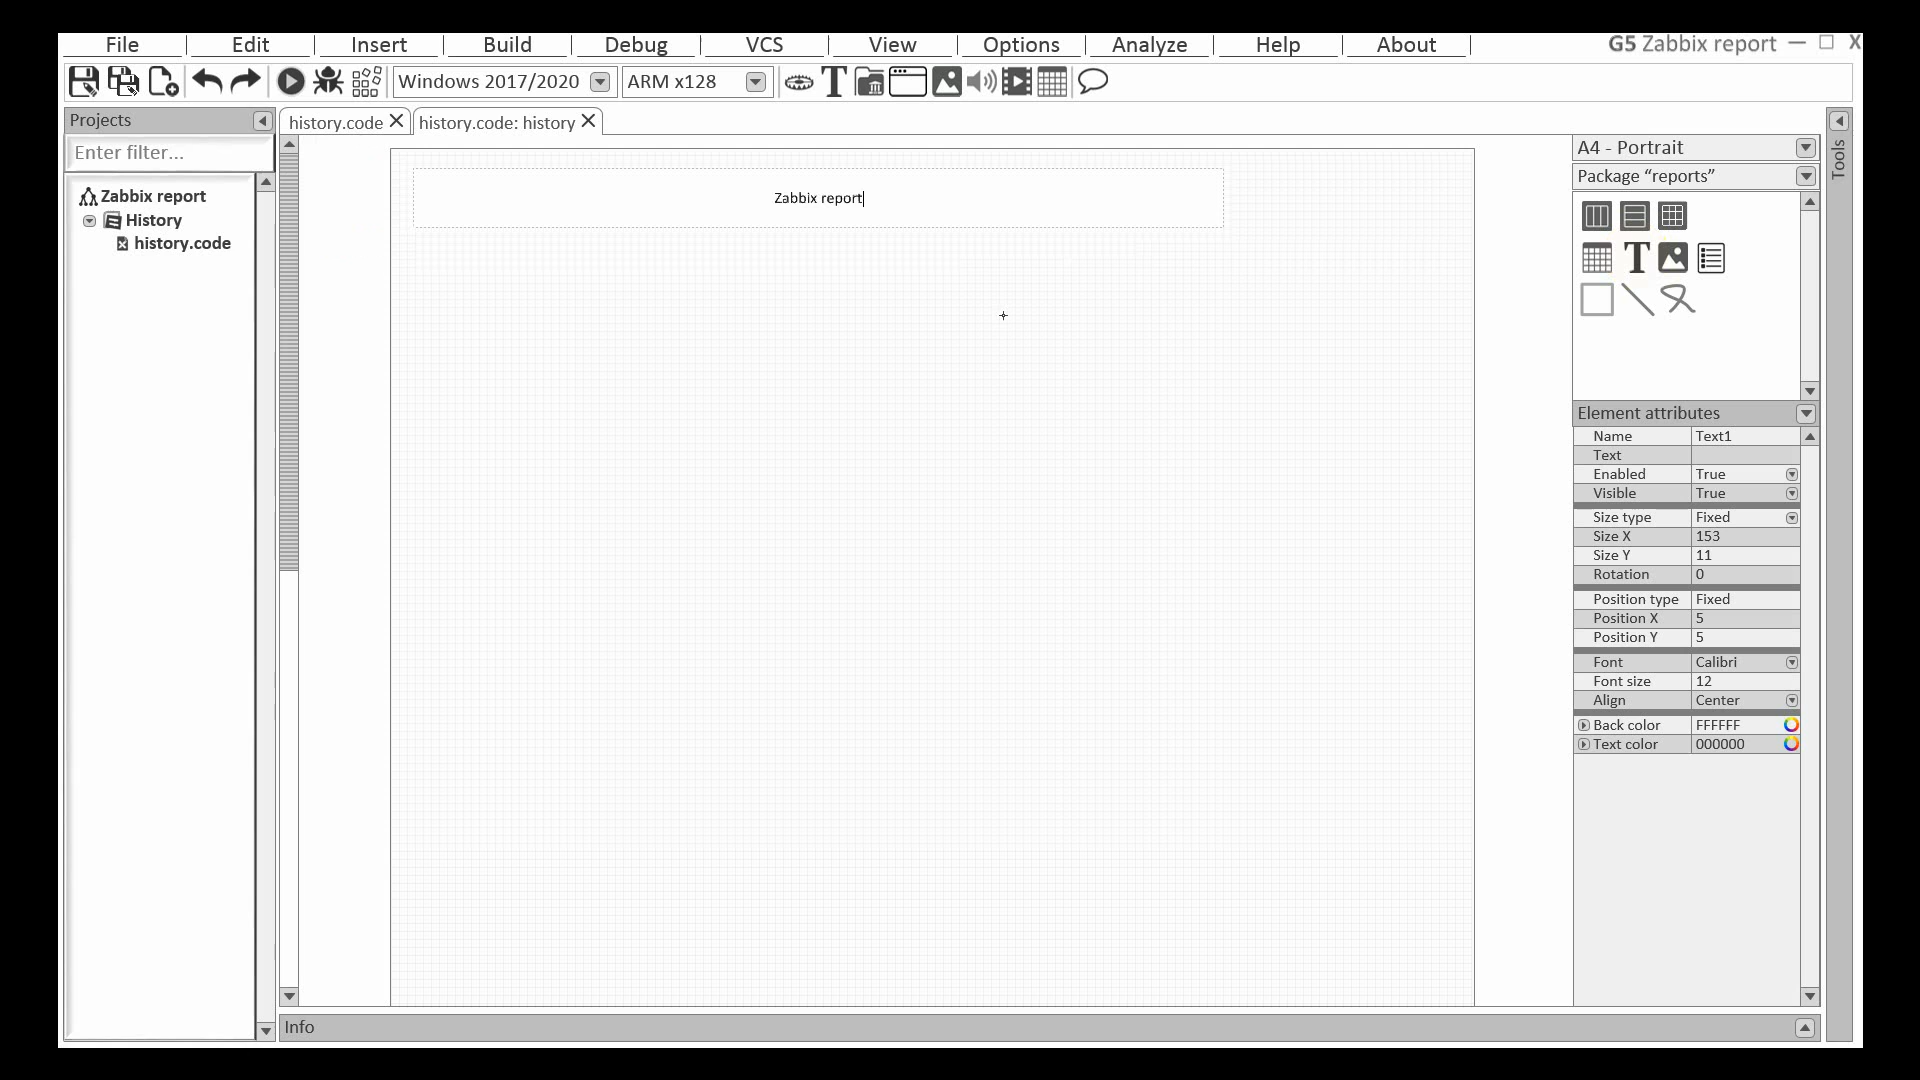 File Edit Insert Build Debug VCS View Options Analyze Help About G5 Zabbix report
Windows 2017/2020 ARM x128
Projects
history.code history.code: history
Enter filter...
Zabbix report
History
history.code
Zabbix report
A4 - Portrait
Package “reports”
Tools
Element attributes
Name Text1
Text
Enabled True
Visible True
Size type Fixed
Size X 153
Size Y 11
Rotation 0
Position type Fixed
Position X 5
Position Y 5
Font Calibri
Font size 12
Align Center
Back color FFFFFF
Text color 000000
Info